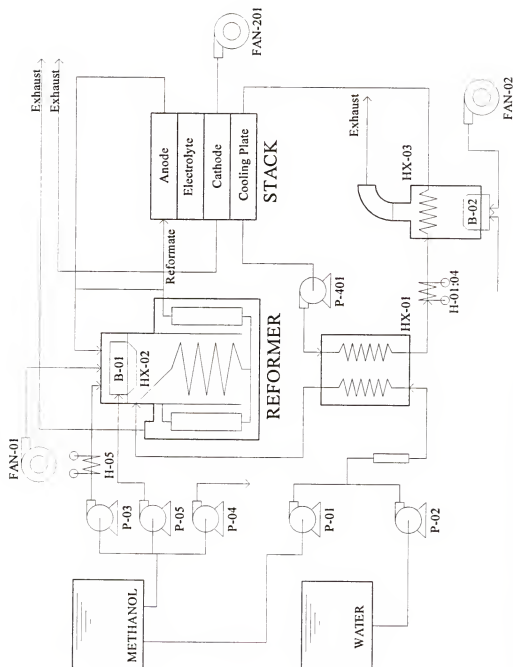 Exhaust
Exhaust
FAN-201
FAN-01
Anode
Electrolyte
Cathode
Cooling Plate
STACK
Reformate
Exhaust
FAN-02
HX-03
B-02
B-01
HX-02
REFORMER
P-401
H-01:04
HX-01
H-05
P-03
P-05
P-04
P-01
P-02
METHANOL
WATER